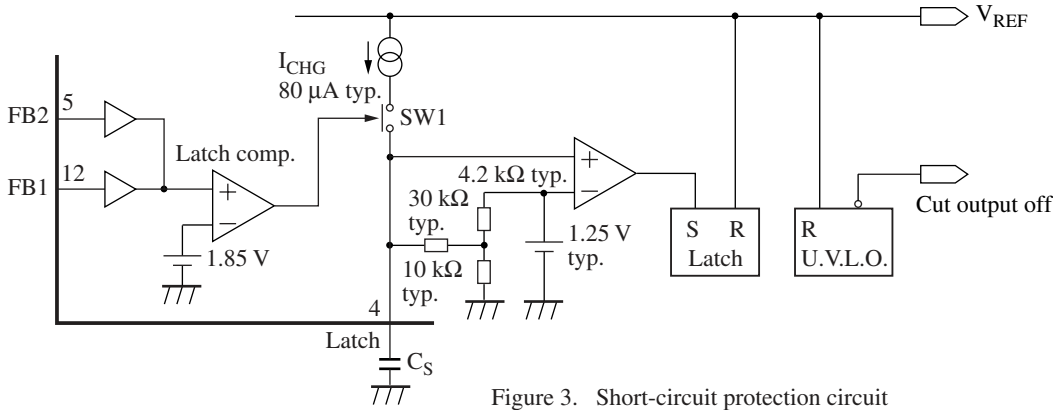 V_REF
I_CHG
80 μA typ.
5
FB2
SW1
Latch comp.
12
FB1
+
−
+
−
4.2 kΩ typ.
30 kΩ
typ.
Cut output off
1.85 V
10 kΩ
typ.
1.25 V
typ.
S R
Latch
R
U.V.L.O.
4
Latch
C_S
Figure 3. Short-circuit protection circuit